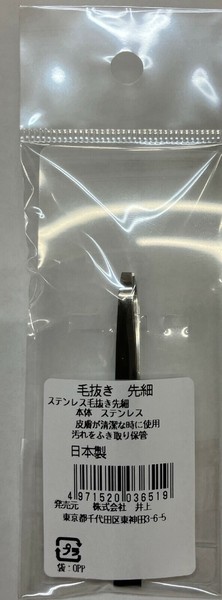 毛抜き 先細
ステンレス毛抜き先細
本体 ステンレス
皮膚が清潔な時に使用
汚れをふき取り保管
日本製
4971520036519
発売元 株式会社 井上
東京都千代田区東神田3-6-5
プラ
袋:OPP